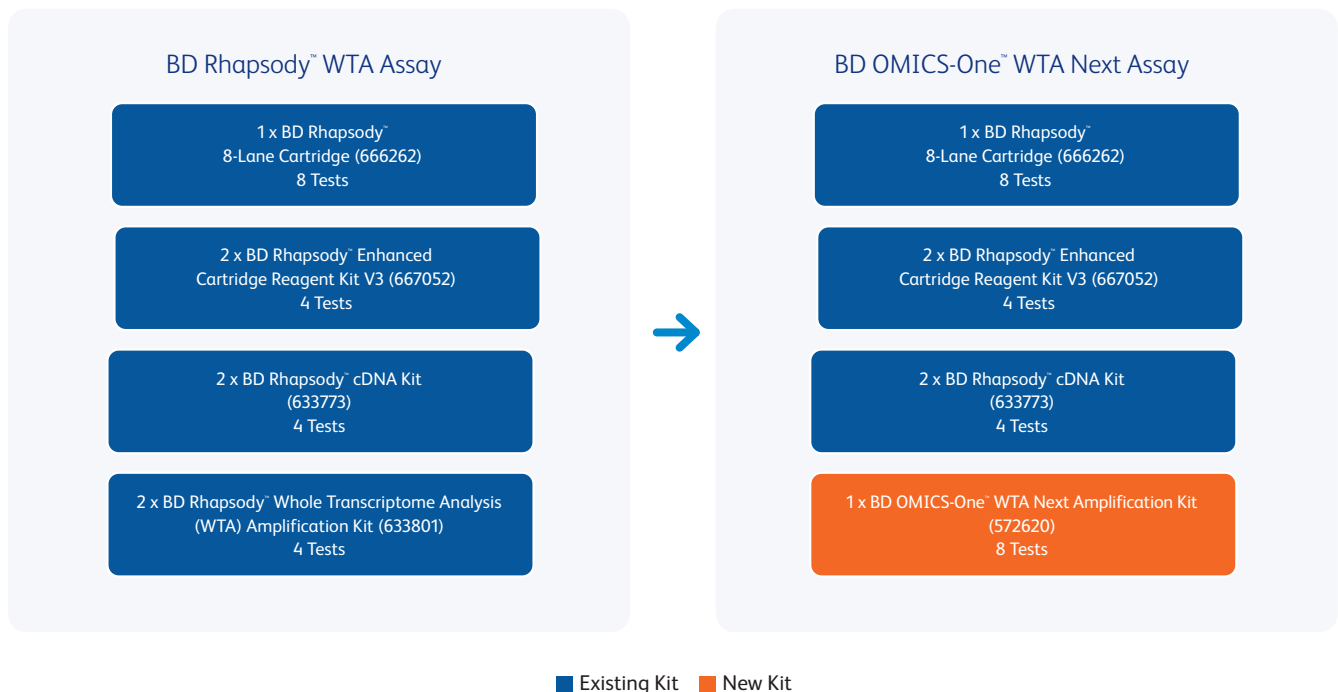 BD Rhapsody™ WTA Assay
1 x BD Rhapsody™
8-Lane Cartridge (666262)
8 Tests
2 x BD Rhapsody™ Enhanced
Cartridge Reagent Kit V3 (667052)
4 Tests
2 x BD Rhapsody™ cDNA Kit
(633773)
4 Tests
2 x BD Rhapsody™ Whole Transcriptome Analysis
(WTA) Amplification Kit (633801)
4 Tests
BD OMICS-One™ WTA Next Assay
1 x BD Rhapsody™
8-Lane Cartridge (666262)
8 Tests
2 x BD Rhapsody™ Enhanced
Cartridge Reagent Kit V3 (667052)
4 Tests
2 x BD Rhapsody™ cDNA Kit
(633773)
4 Tests
1 x BD OMICS-One™ WTA Next Amplification Kit
(572620)
8 Tests
Existing Kit New Kit